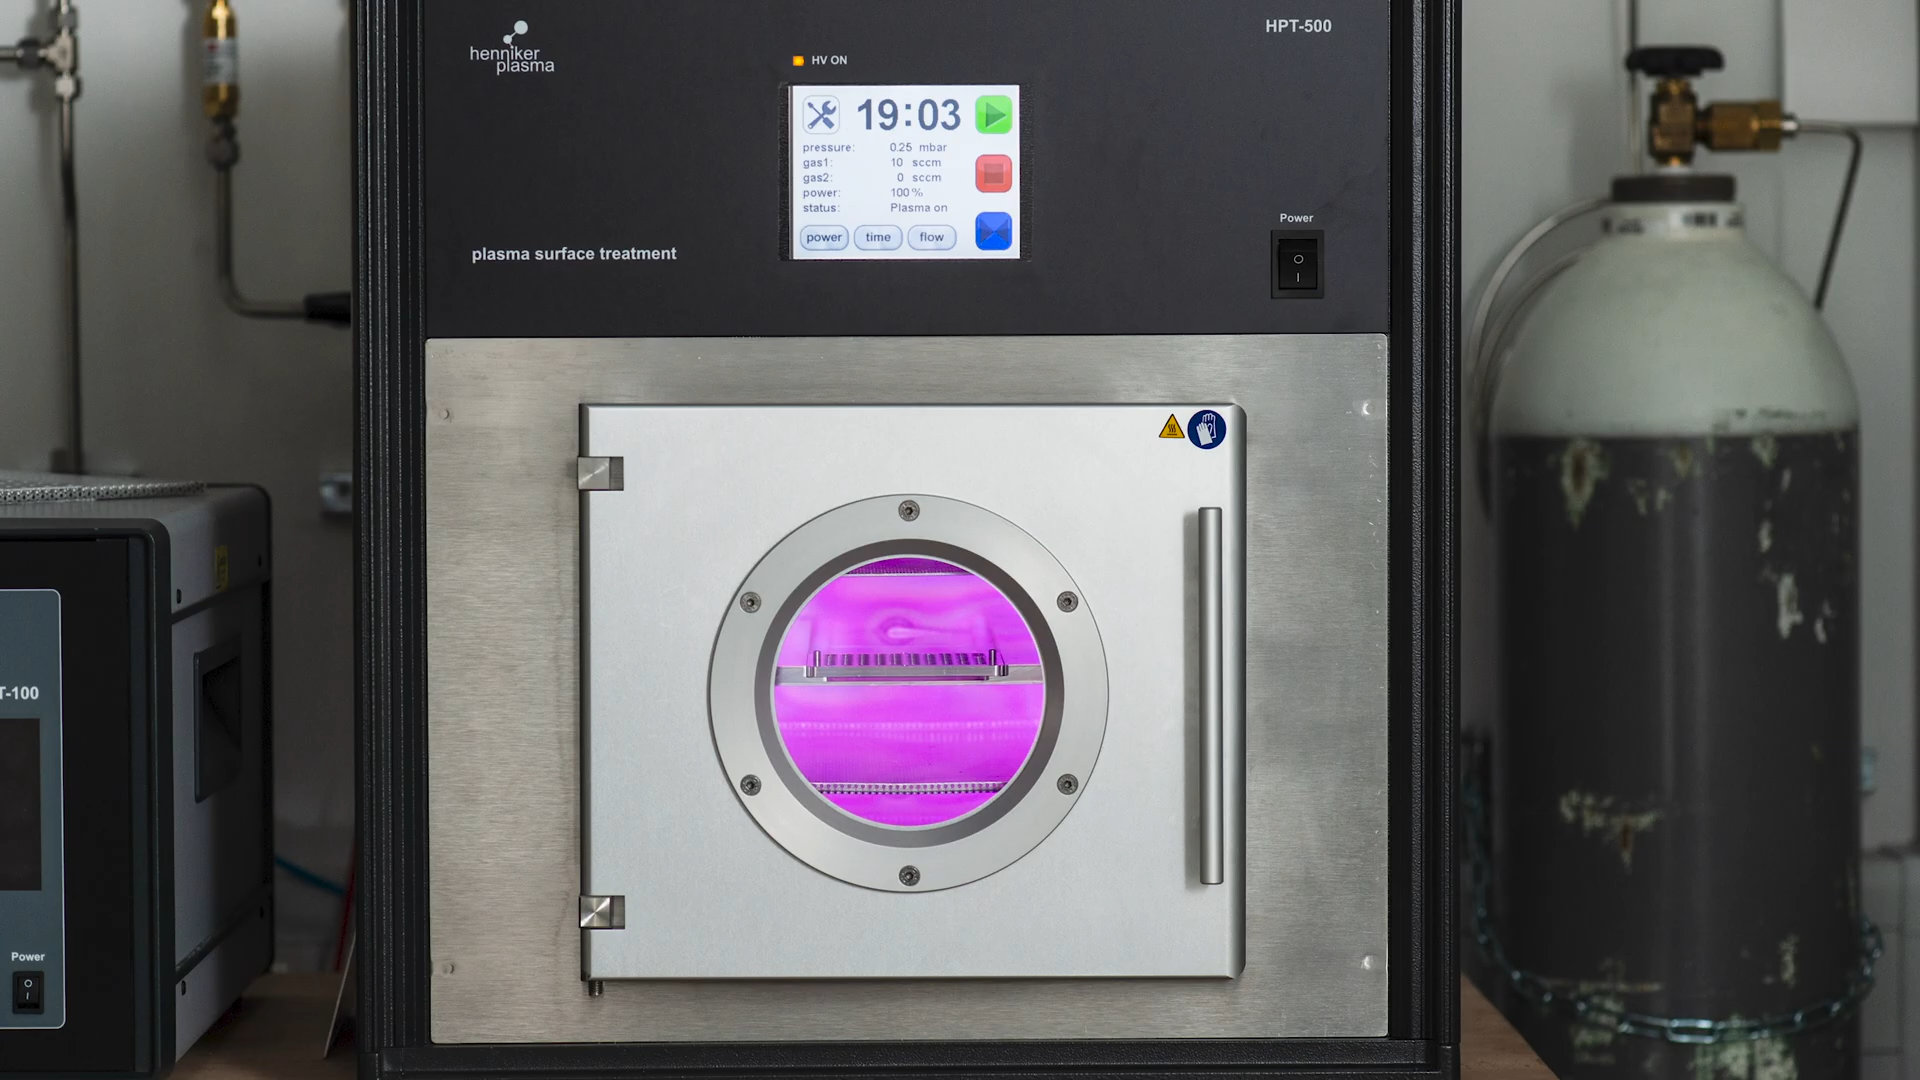 henniker
plasma
HPT-500
HV ON
19:03
pressure: 0.25 mbar
gas1: 10 sccm
gas2: 0 sccm
power: 100 %
status: Plasma on
power time flow
plasma surface treatment
Power
T-100
Power